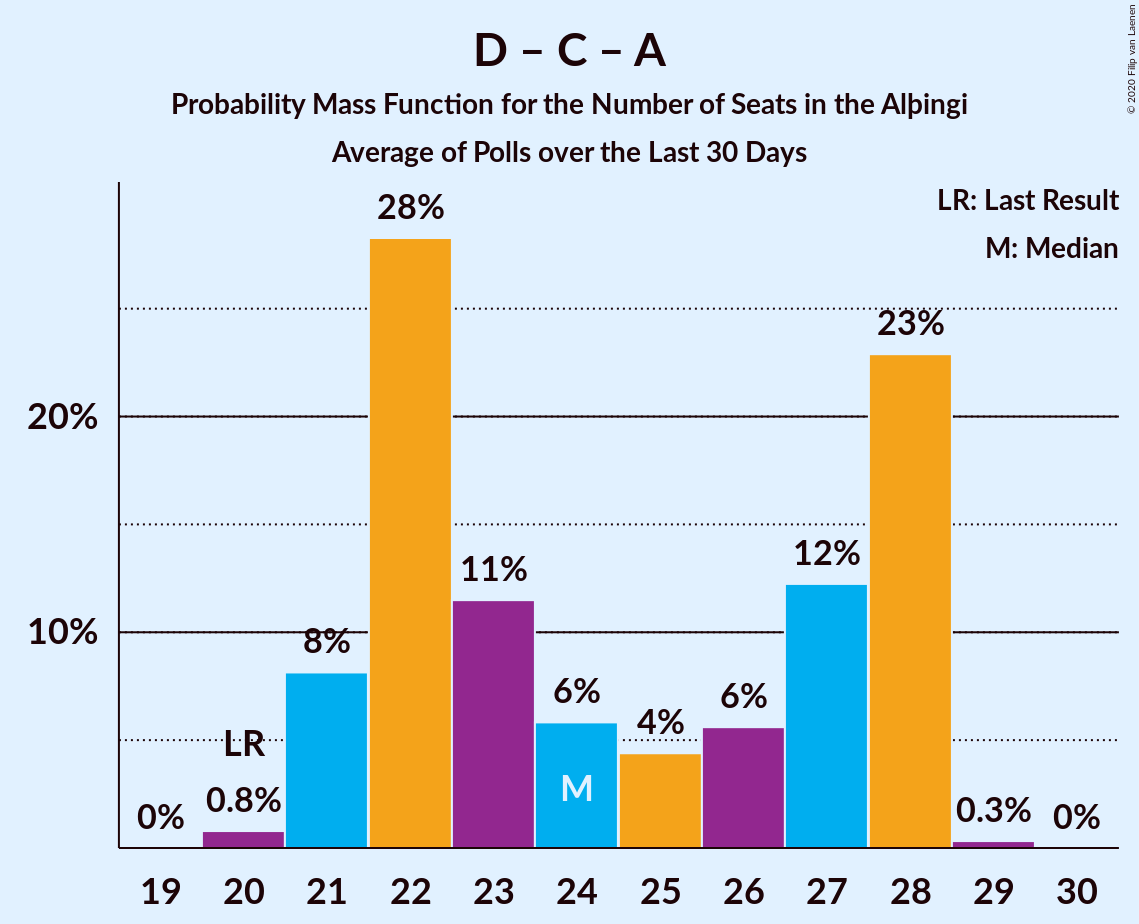 D – C – A
Probability Mass Function for the Number of Seats in the Alþingi
Average of Polls over the Last 30 Days
© 2020 Filip van Laenen
LR: Last Result
M: Median
28%
23%
20%
12%
11%
10%
8%
6%
6%
4%
LR
M
0%
0.8%
0.3%
0%
19 20 21 22 23 24 25 26 27 28 29 30